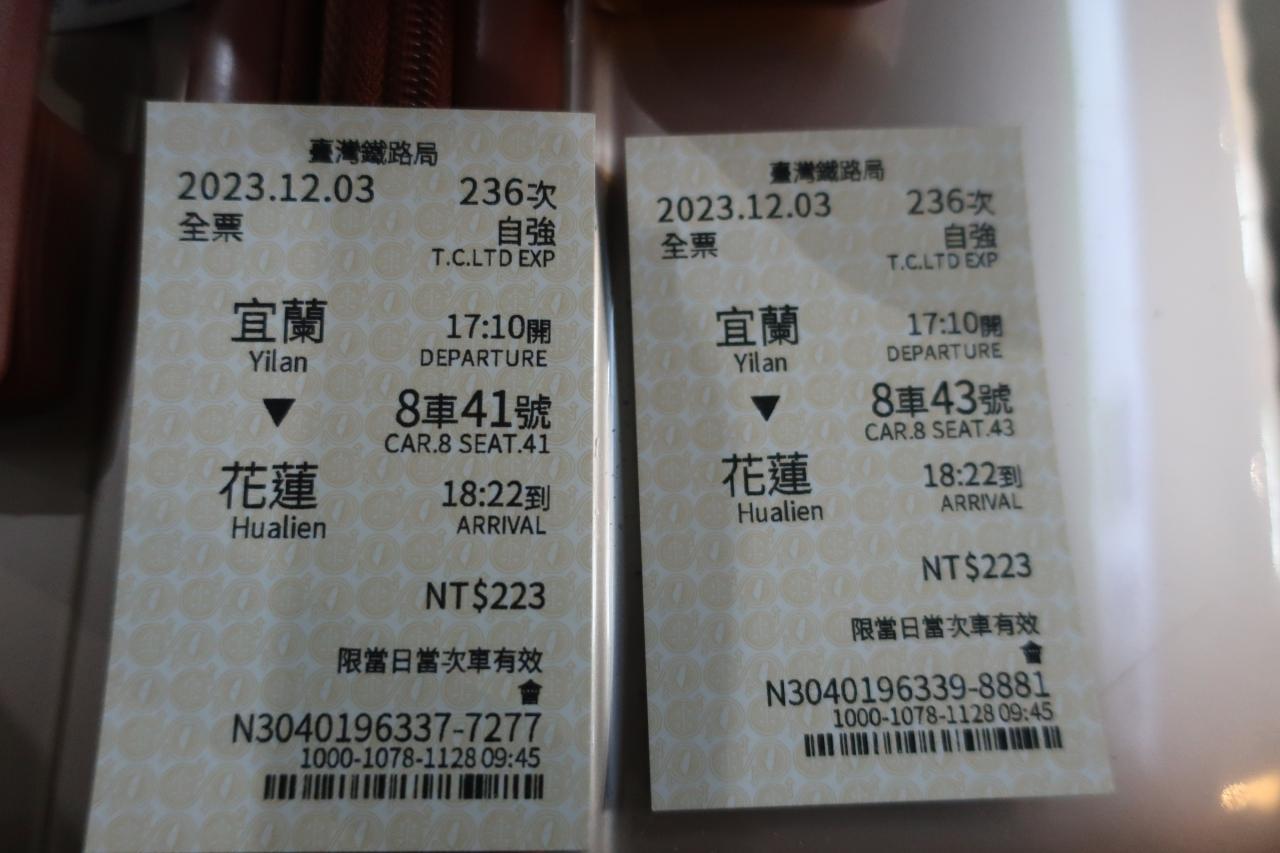 臺灣鐵路局
2023.12.03 236次
全票 自強
T.C.LTD EXP
宜蘭 17:10開
Yilan DEPARTURE
▼ 8車41號
CAR.8 SEAT.41
花蓮 18:22到
Hualien ARRIVAL
NT$223
限當日當次車有效
會
N3040196337-7277
1000-1078-1128 09:45
臺灣鐵路局
2023.12.03 236次
全票 自強
T.C.LTD EXP
宜蘭 17:10開
Yilan DEPARTURE
▼ 8車43號
CAR.8 SEAT.43
花蓮 18:22到
Hualien ARRIVAL
NT$223
限當日當次車有效
會
N3040196339-8881
1000-1078-1128 09:45